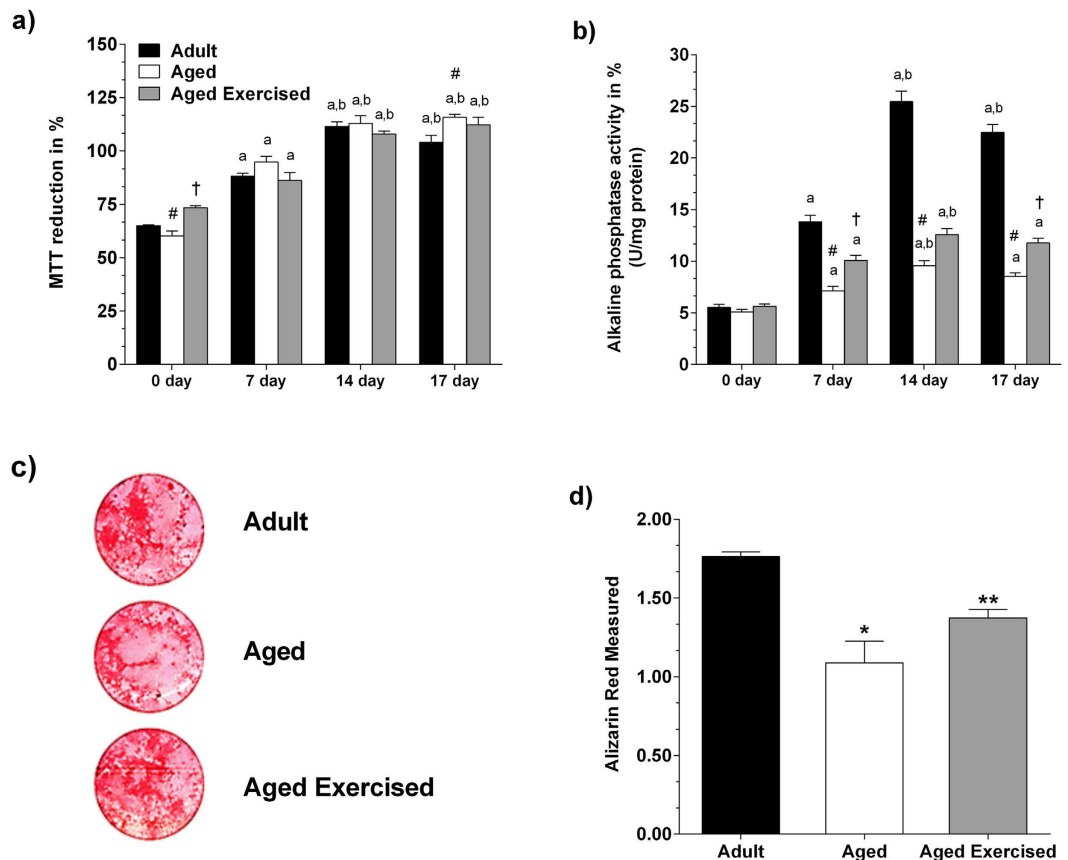 a)
150
125
100
75
50
25
0
MTT reduction in %
Adult
Aged
Aged Exercised
#
†
a
a
a
a,b
a,b
a,b
#
a,b
a,b
a,b
0 day
7 day
14 day
17 day
b)
30
25
20
15
10
5
0
Alkaline phosphatase activity in %
(U/mg protein)
a
#
a
†
a
a,b
#
a,b
a,b
a,b
#
a
†
a
0 day
7 day
14 day
17 day
c)
Adult
Aged
Aged Exercised
d)
2.00
1.50
1.00
0.50
0.00
Alizarin Red Measured
*
**
Adult
Aged
Aged Exercised